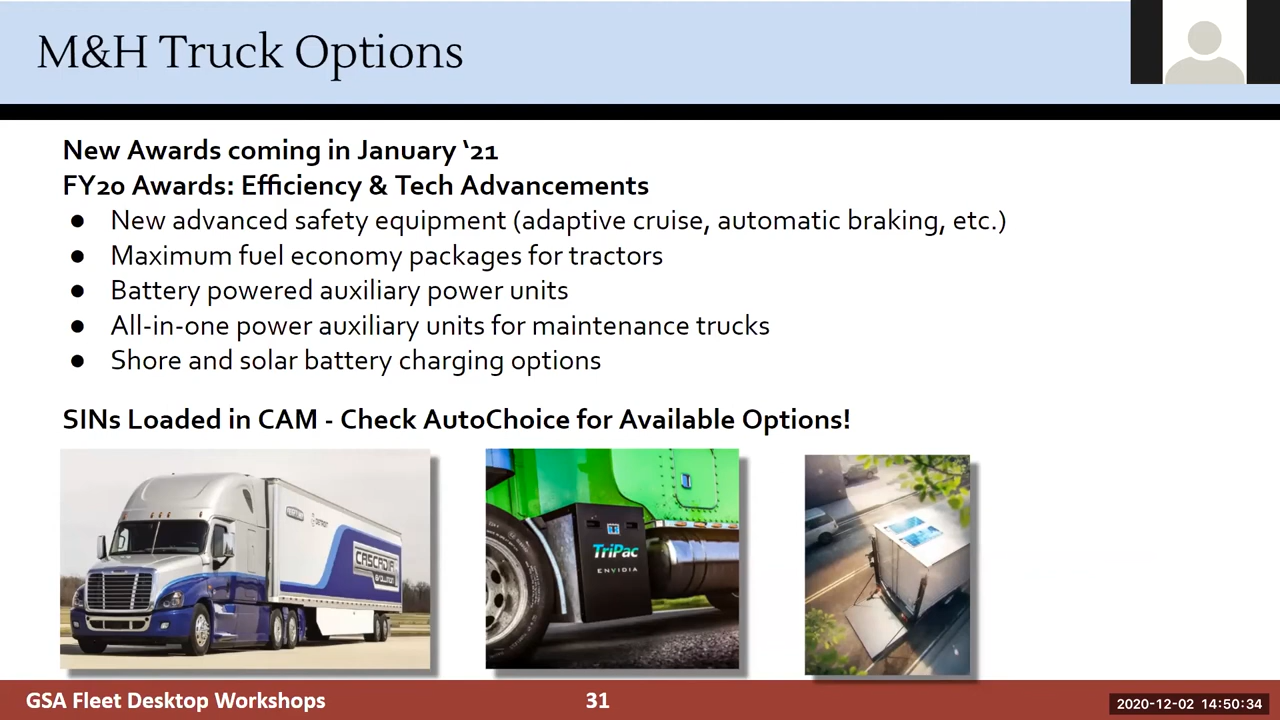 M&H Truck Options
New Awards coming in January ‘21
FY20 Awards: Efficiency & Tech Advancements
● New advanced safety equipment (adaptive cruise, automatic braking, etc.)
● Maximum fuel economy packages for tractors
● Battery powered auxiliary power units
● All-in-one power auxiliary units for maintenance trucks
● Shore and solar battery charging options
SINs Loaded in CAM - Check AutoChoice for Available Options!
CASCADIA
EVOLUTION
TriPac
ENVIDIA
GSA Fleet Desktop Workshops
31
2020-12-02 14:50:34